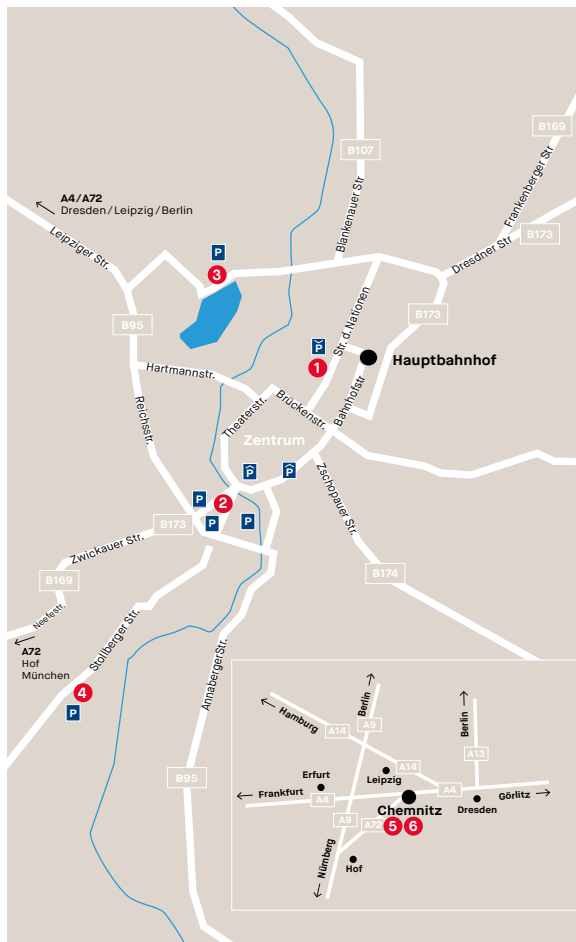 B169
B107
Frankenberger Str
A4/A72
Dresden/Leipzig/Berlin
Blankenauer Str
Leipziger Str.
B173
Dresdner Str
P
3
B95
B173
Str. d. Nationen
P
1
Hauptbahnhof
Hartmannstr.
Bahnhofstr
Reichsstr.
Theaterstr.
Brückenstr.
Zentrum
P
P
Zschopauer Str.
P
2
P
P
B173
Zwickauer Str.
B174
B169
Neefestr.
A72
Hof
München
Stollberger Str.
Annaberger Str.
4
P
B95
Berlin
Hamburg
A9
Berlin
A14
A13
A14
Leipzig
Erfurt
Frankfurt
A4
A4
Görlitz
Chemnitz
Dresden
A9
A72
5
6
Nürnberg
Hof